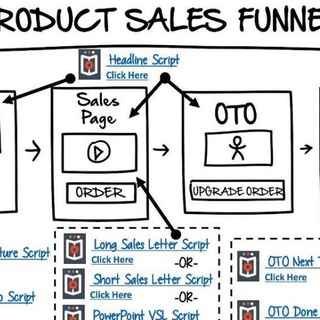 RODUCT SALES FUNNE
Headline Script
Click Here
Sales
Page
ORDER
OTO
UPGRADE ORDER
ture Script
Long Sales Letter Script
Click Here
-OR-
Short Sales Letter Script
Click Here
-OR-
PowerPoint VSL Script
o Script
OTO Next T
Click Here
OTO Done